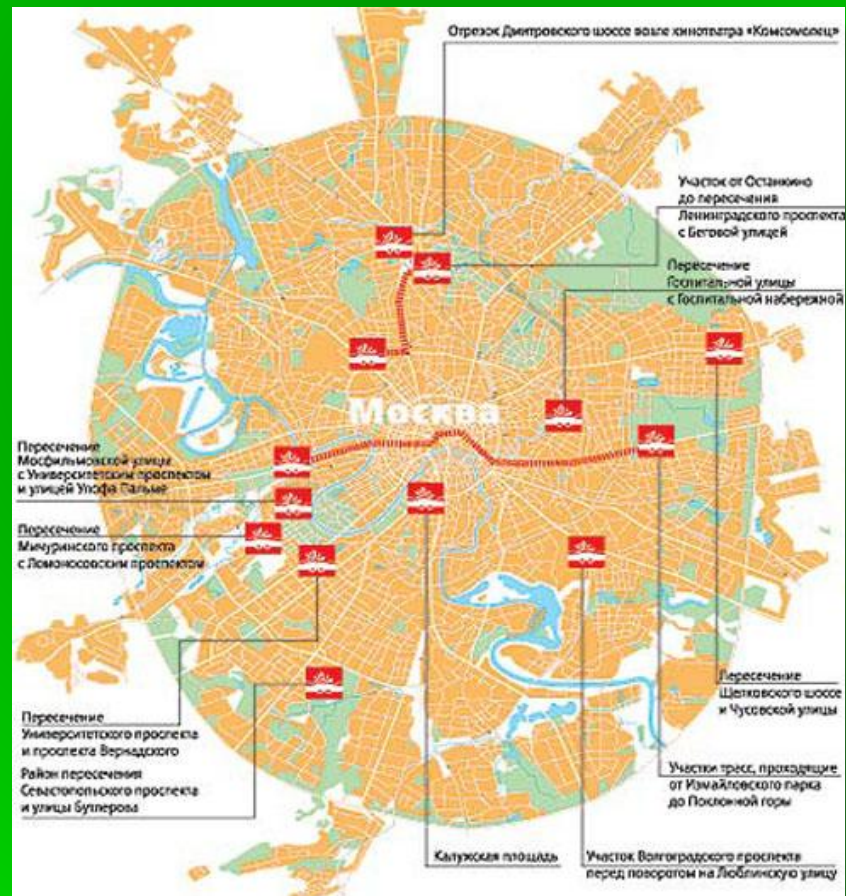 Отрезок Дмитровского шоссе возле кинотеатра «Комсомолец»
Участок от Останкино
до пересечения
Ленинградского проспекта
с Беговой улицей
Пересечение
Госпитальной улицы
с Госпитальной набережной
Москва
Пересечение
Мосфильмовской улицы
с Университетским проспектом
и улицей Улофа Пальме
Пересечение
Мичуринского проспекта
с Ломоносовским проспектом
Пересечение
Университетского проспекта
и проспекта Вернадского
Район пересечения
Севастопольского проспекта
и улицы Бутлерова
Калужская площадь
Пересечение
Щелковского шоссе
и Чусовской улицы
Участки трасс, проходящие
от Измайловского парка
до Поклонной горы
Участок Волгоградского проспекта
перед поворотом на Люблинскую улицу